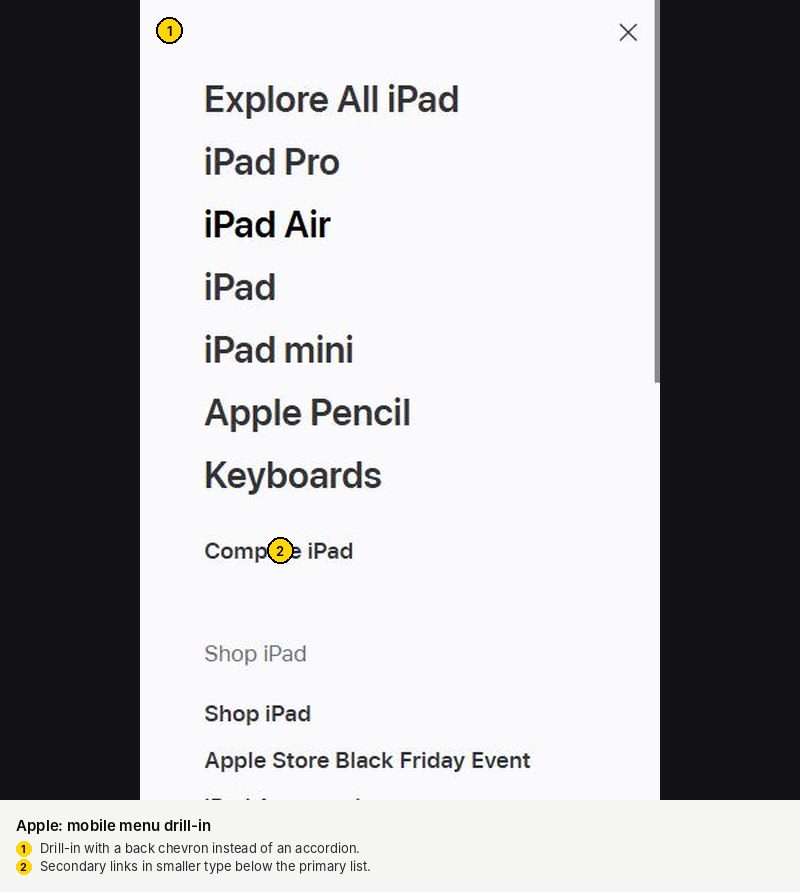 1
Explore All iPad
iPad Pro
iPad Air
iPad
iPad mini
Apple Pencil
Keyboards
2
iPad
Shop iPad
Shop iPad
Apple Store Black Friday Event
Apple: mobile menu drill-in
1 Drill-in with a back chevron instead of an accordion.
2 Secondary links in smaller type below the primary list.